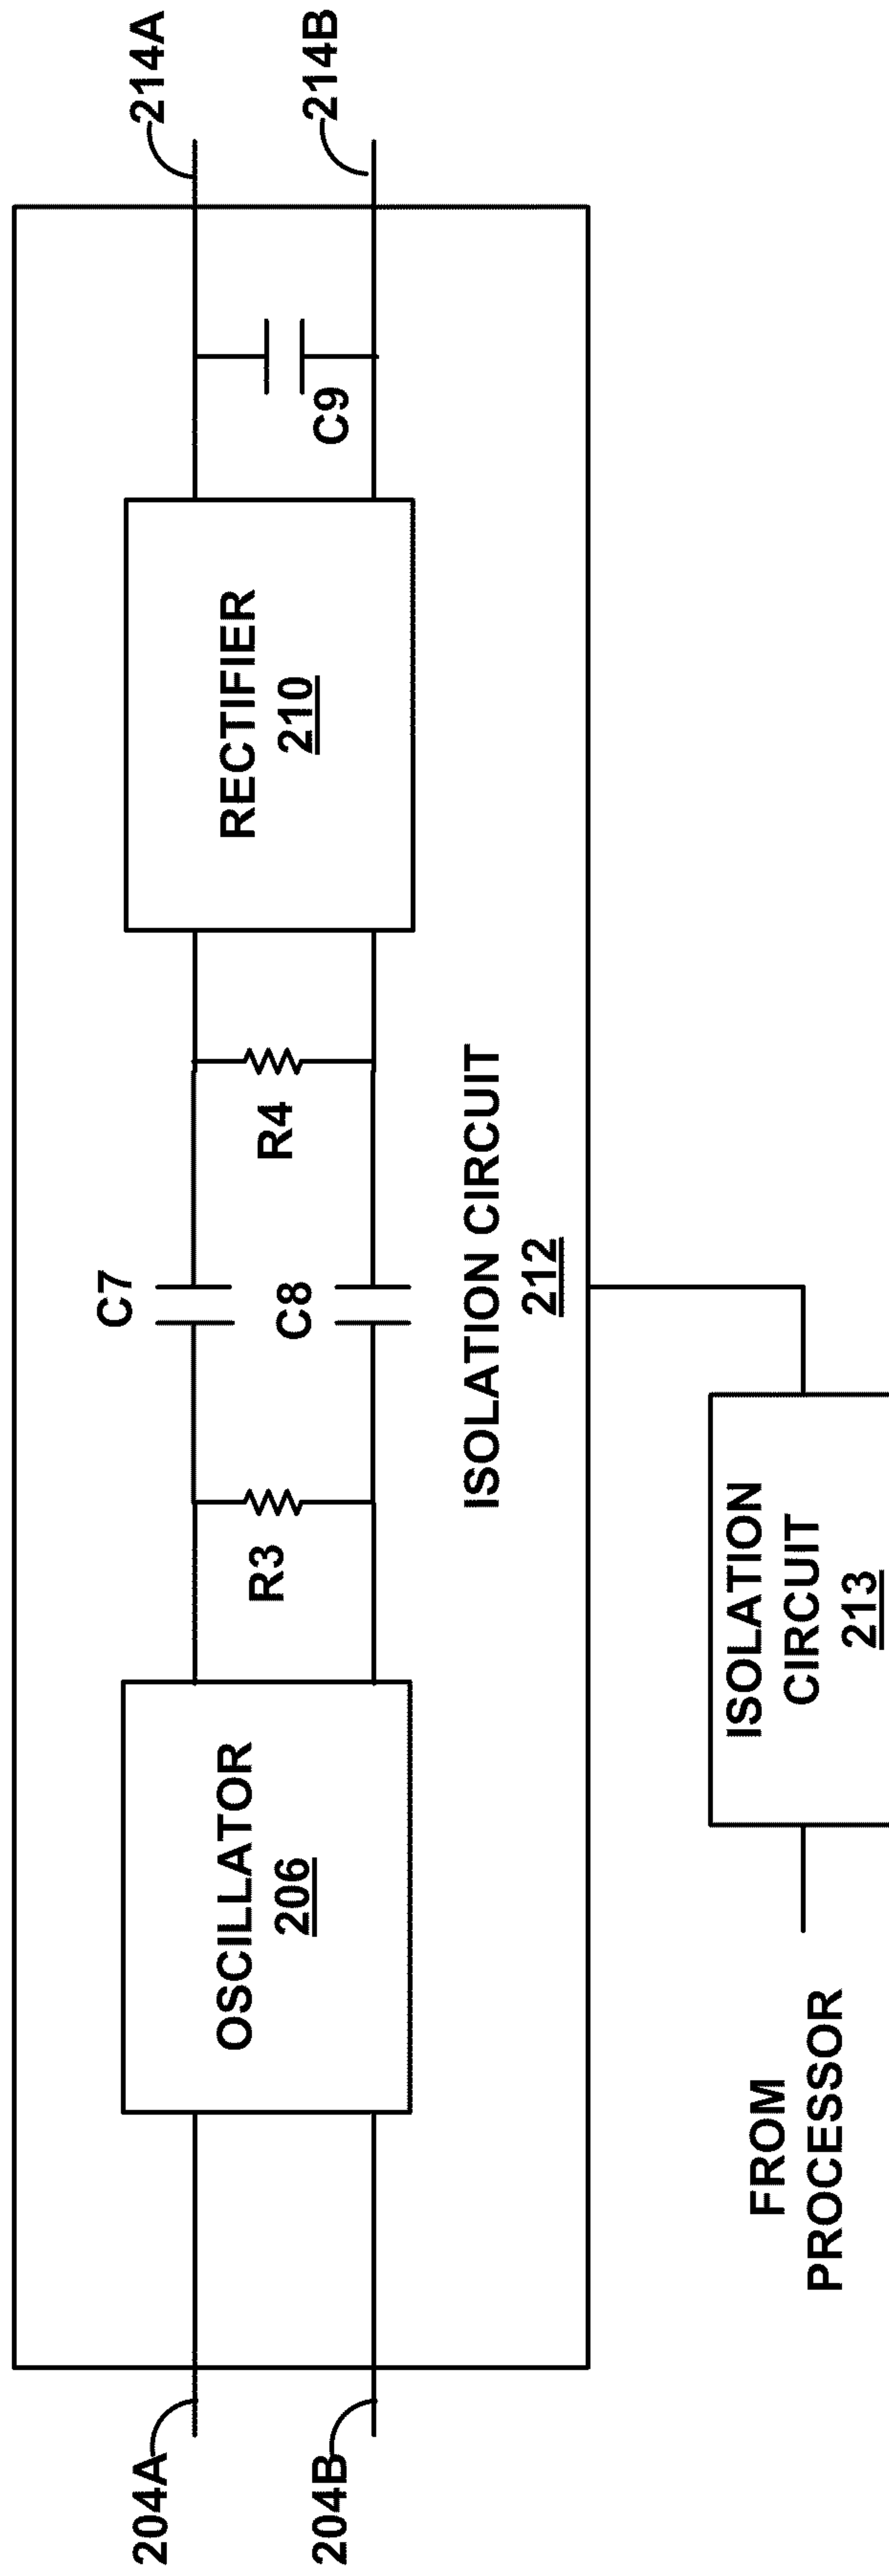 204A
204B
OSCILLATOR
206
R3
C7
C8
R4
RECTIFIER
210
C9
214A
214B
ISOLATION CIRCUIT
212
FROM
PROCESSOR
ISOLATION
CIRCUIT
213